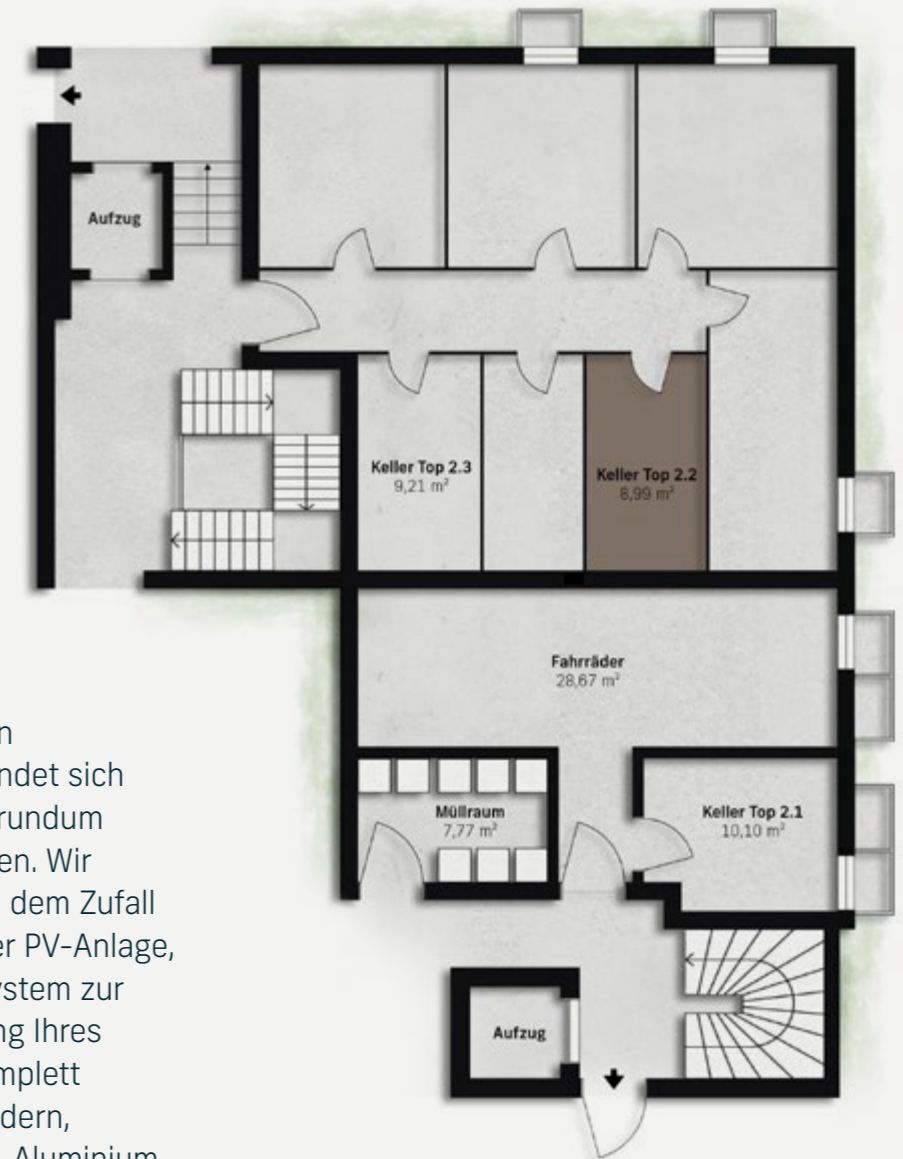 Aufzug
Keller Top 2.3
9,21 m²
Keller Top 2.2
8,99 m²
Fahrräder
28,67 m²
Müllraum
7,77 m²
Keller Top 2.1
10,10 m²
Aufzug
n
ndet sich
rundum
en. Wir
dem Zufall
er PV-Anlage,
ystem zur
ng Ihres
mplett
dern,
Aluminium